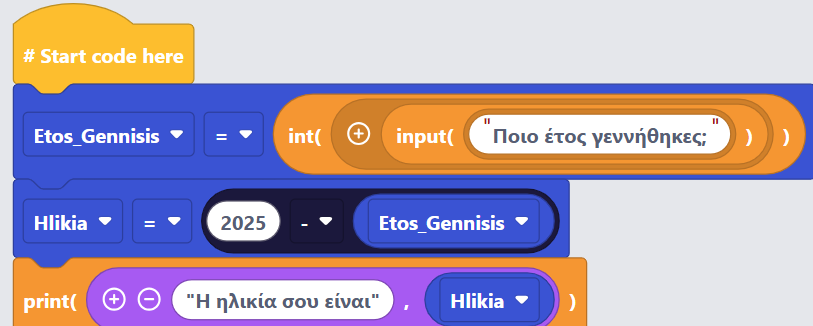 # Start code here
Etos_Gennisis = int( input( "Ποιο έτος γεννήθηκες; " ) )
Hlikia = 2025 - Etos_Gennisis
print( "Η ηλικία σου είναι" , Hlikia )